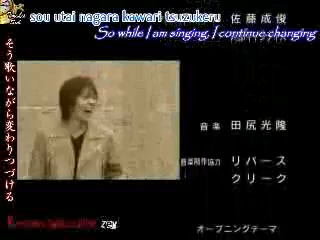 sou utai nagara kawari tsuzukeru
So while I am singing, I continue changing
佐藤成俊
音楽 田尻光隆
音楽制作協力 リバース
クリーク
オープニングテーマ
そう歌いながら変わりつづける